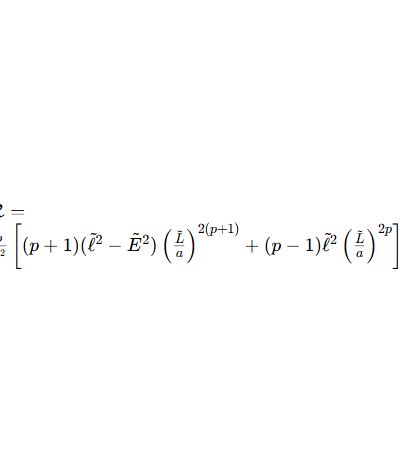 =
[(p + 1)(ℓ̃² − Ẽ²) (L̃/a)^{2(p+1)} + (p − 1)ℓ̃² (L̃/a)^{2p}]